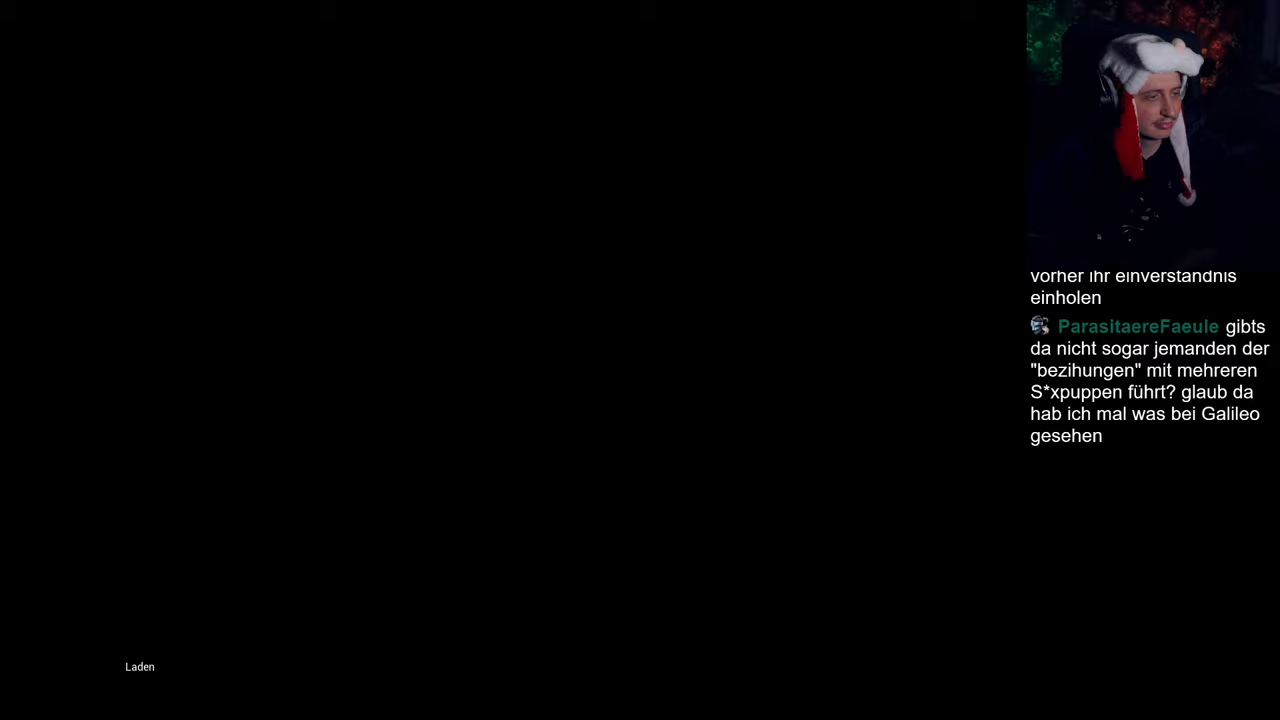 vorher ihr einverständnis
einholen
ParasitaereFaeule gibts
da nicht sogar jemanden der
"bezihungen" mit mehreren
S*xpuppen führt? glaub da
hab ich mal was bei Galileo
gesehen
Laden